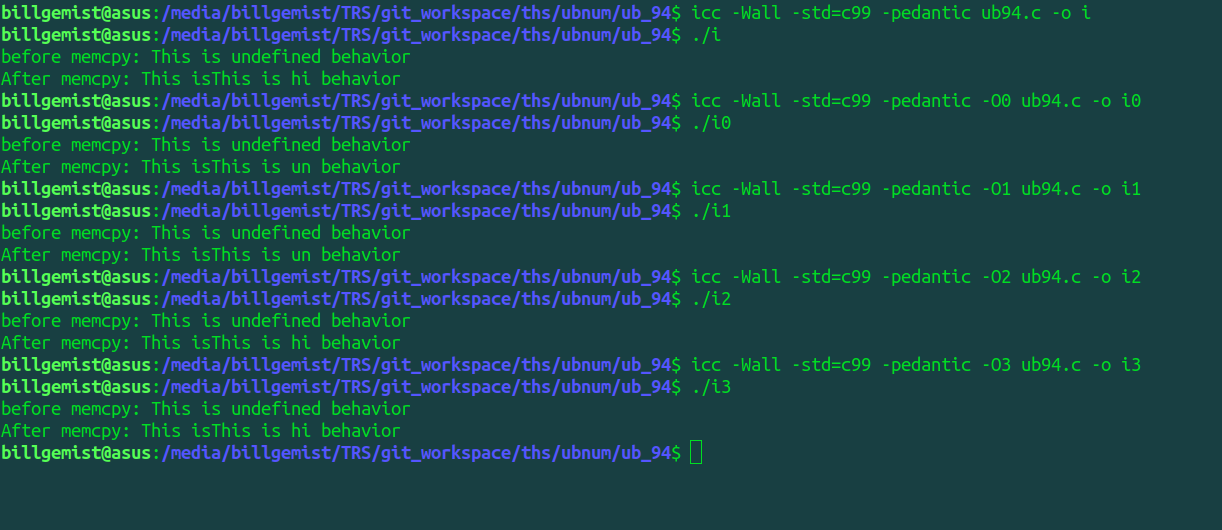 billgemist@asus:/media/billgemist/TRS/git_workspace/ths/ubnum/ub_94$ icc -Wall -std=c99 -pedantic ub94.c -o i
billgemist@asus:/media/billgemist/TRS/git_workspace/ths/ubnum/ub_94$ ./i
before memcpy: This is undefined behavior
After memcpy: This isThis is hi behavior
billgemist@asus:/media/billgemist/TRS/git_workspace/ths/ubnum/ub_94$ icc -Wall -std=c99 -pedantic -O0 ub94.c -o i0
billgemist@asus:/media/billgemist/TRS/git_workspace/ths/ubnum/ub_94$ ./i0
before memcpy: This is undefined behavior
After memcpy: This isThis is un behavior
billgemist@asus:/media/billgemist/TRS/git_workspace/ths/ubnum/ub_94$ icc -Wall -std=c99 -pedantic -O1 ub94.c -o i1
billgemist@asus:/media/billgemist/TRS/git_workspace/ths/ubnum/ub_94$ ./i1
before memcpy: This is undefined behavior
After memcpy: This isThis is un behavior
billgemist@asus:/media/billgemist/TRS/git_workspace/ths/ubnum/ub_94$ icc -Wall -std=c99 -pedantic -O2 ub94.c -o i2
billgemist@asus:/media/billgemist/TRS/git_workspace/ths/ubnum/ub_94$ ./i2
before memcpy: This is undefined behavior
After memcpy: This isThis is hi behavior
billgemist@asus:/media/billgemist/TRS/git_workspace/ths/ubnum/ub_94$ icc -Wall -std=c99 -pedantic -O3 ub94.c -o i3
billgemist@asus:/media/billgemist/TRS/git_workspace/ths/ubnum/ub_94$ ./i3
before memcpy: This is undefined behavior
After memcpy: This isThis is hi behavior
billgemist@asus:/media/billgemist/TRS/git_workspace/ths/ubnum/ub_94$